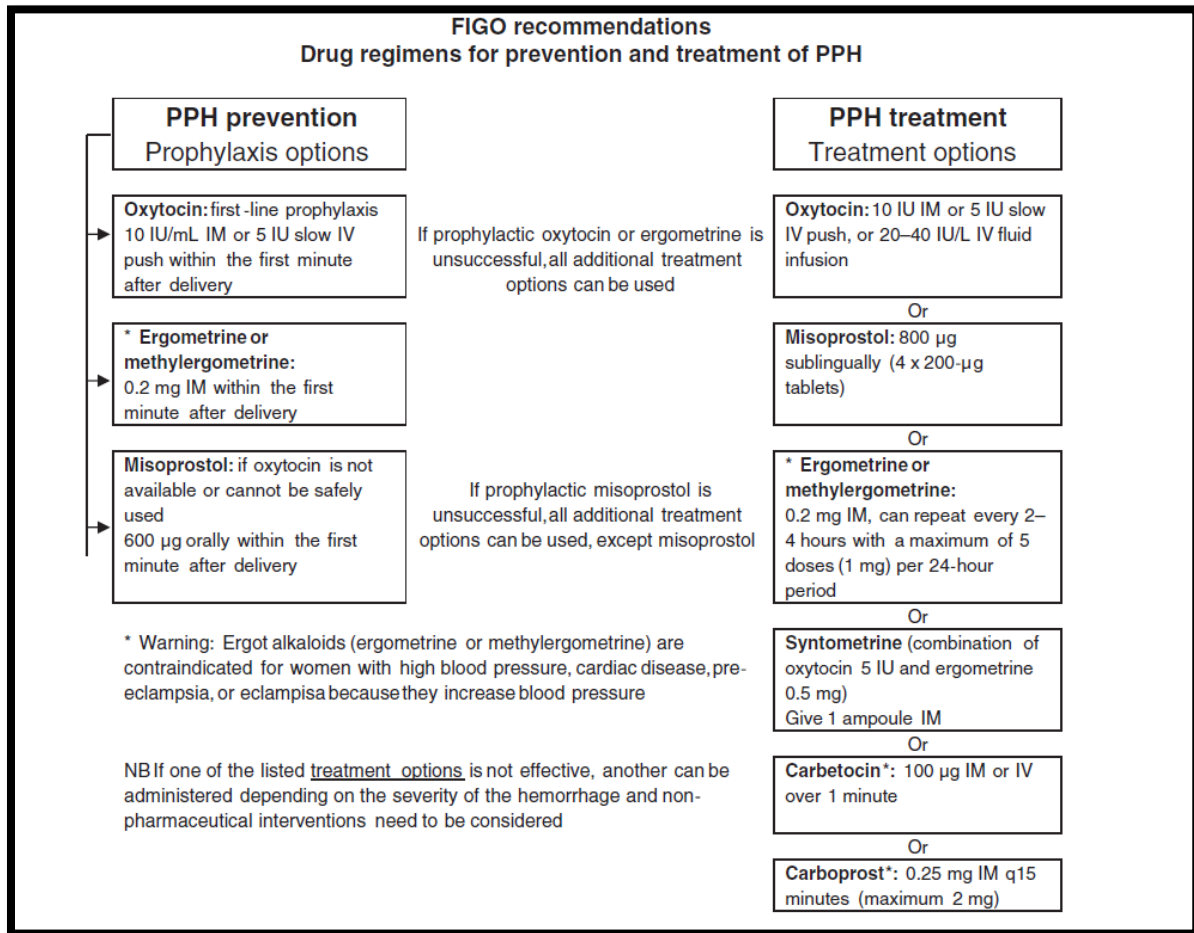 FIGO recommendations
Drug regimens for prevention and treatment of PPH
PPH prevention
Prophylaxis options
Oxytocin: first-line prophylaxis
10 IU/mL IM or 5 IU slow IV
push within the first minute
after delivery
* Ergometrine or
methylergometrine:
0.2 mg IM within the first
minute after delivery
Misoprostol: if oxytocin is not
available or cannot be safely
used
600 µg orally within the first
minute after delivery
If prophylactic oxytocin or ergometrine is
unsuccessful, all additional treatment
options can be used
If prophylactic misoprostol is
unsuccessful, all additional treatment
options can be used, except misoprostol
PPH treatment
Treatment options
Oxytocin: 10 IU IM or 5 IU slow
IV push, or 20–40 IU/L IV fluid
infusion
Or
Misoprostol: 800 µg
sublingually (4 x 200-µg
tablets)
Or
* Ergometrine or
methylergometrine:
0.2 mg IM, can repeat every 2–
4 hours with a maximum of 5
doses (1 mg) per 24-hour
period
Or
Syntometrine (combination of
oxytocin 5 IU and ergometrine
0.5 mg)
Give 1 ampoule IM
Or
Carbetocin*: 100 µg IM or IV
over 1 minute
Or
Carboprost*: 0.25 mg IM q15
minutes (maximum 2 mg)
* Warning: Ergot alkaloids (ergometrine or methylergometrine) are
contraindicated for women with high blood pressure, cardiac disease, pre-
eclampsia, or eclampisa because they increase blood pressure
NB If one of the listed treatment options is not effective, another can be
administered depending on the severity of the hemorrhage and non-
pharmaceutical interventions need to be considered